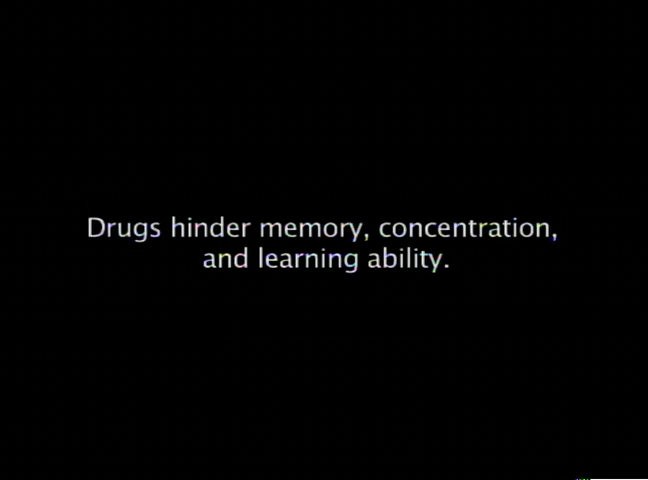 Drugs hinder memory, concentration,
and learning ability.